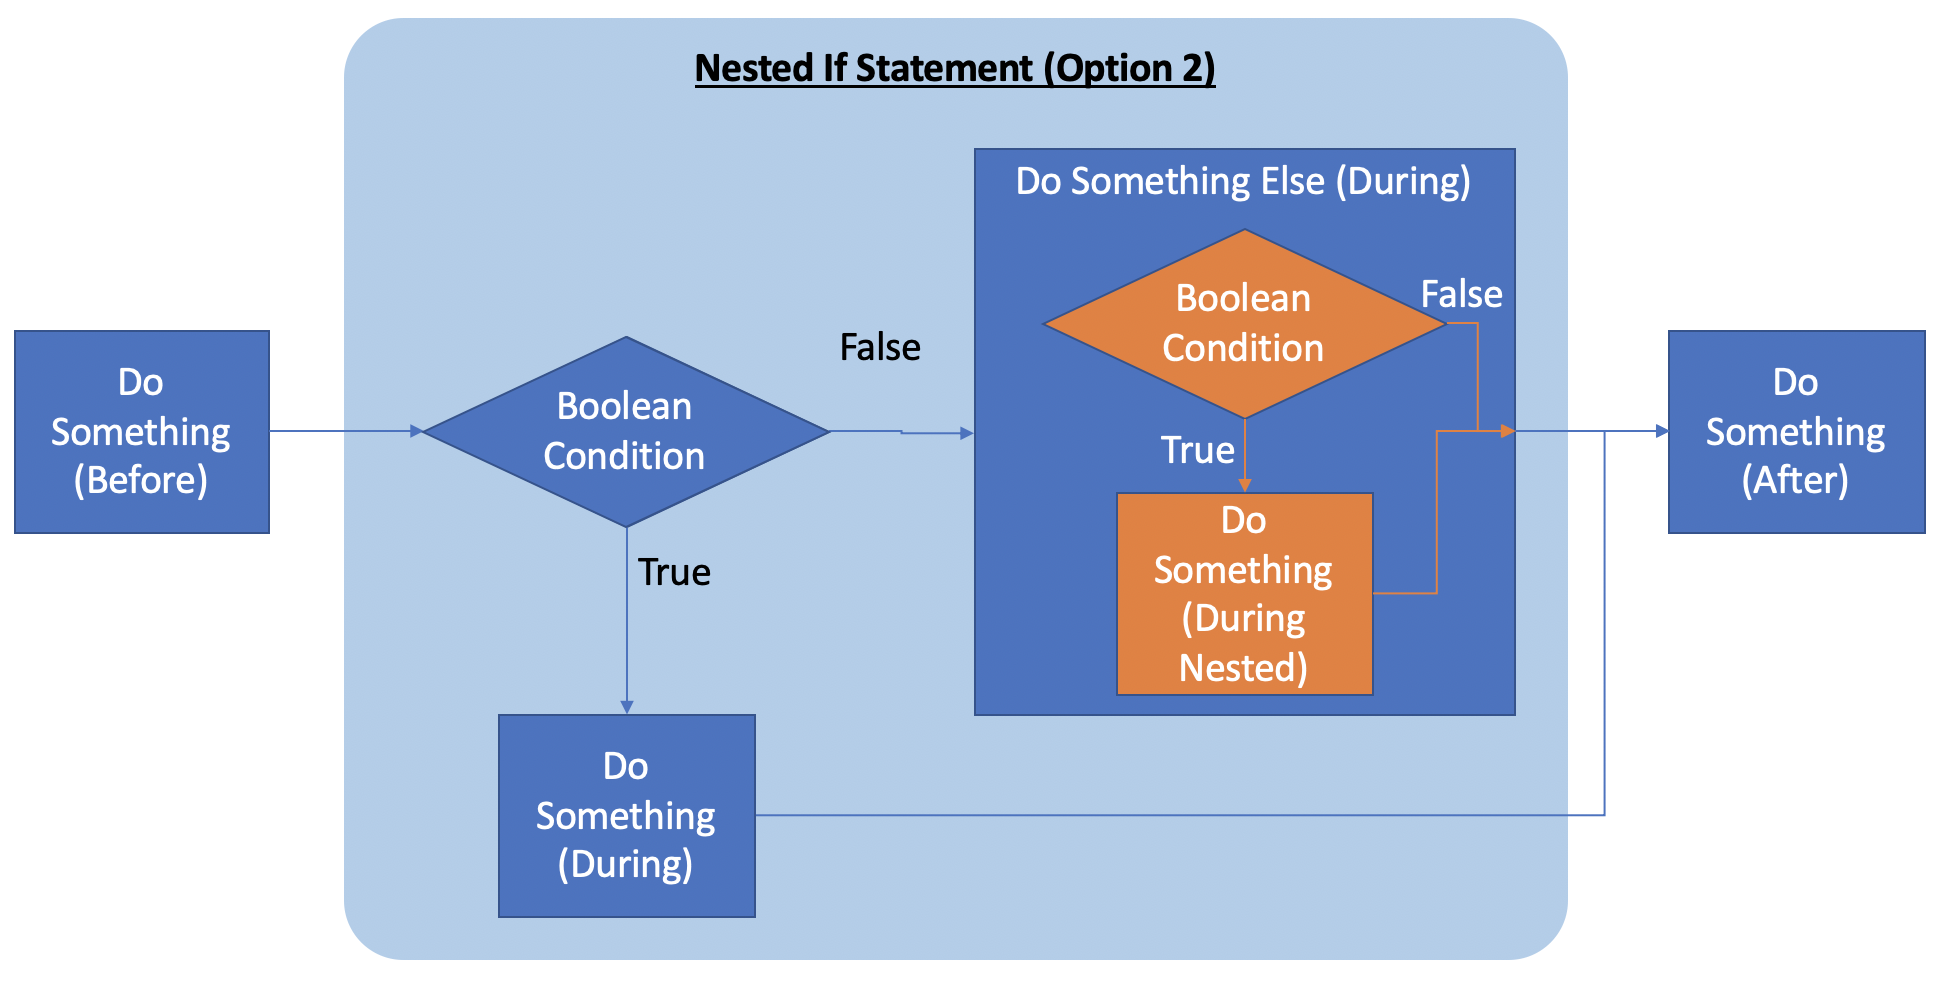 Nested If Statement (Option 2)
Do
Something
(Before)
Boolean
Condition
False
True
Do
Something
(During)
Do Something Else (During)
Boolean
Condition
False
True
Do
Something
(During
Nested)
Do
Something
(After)